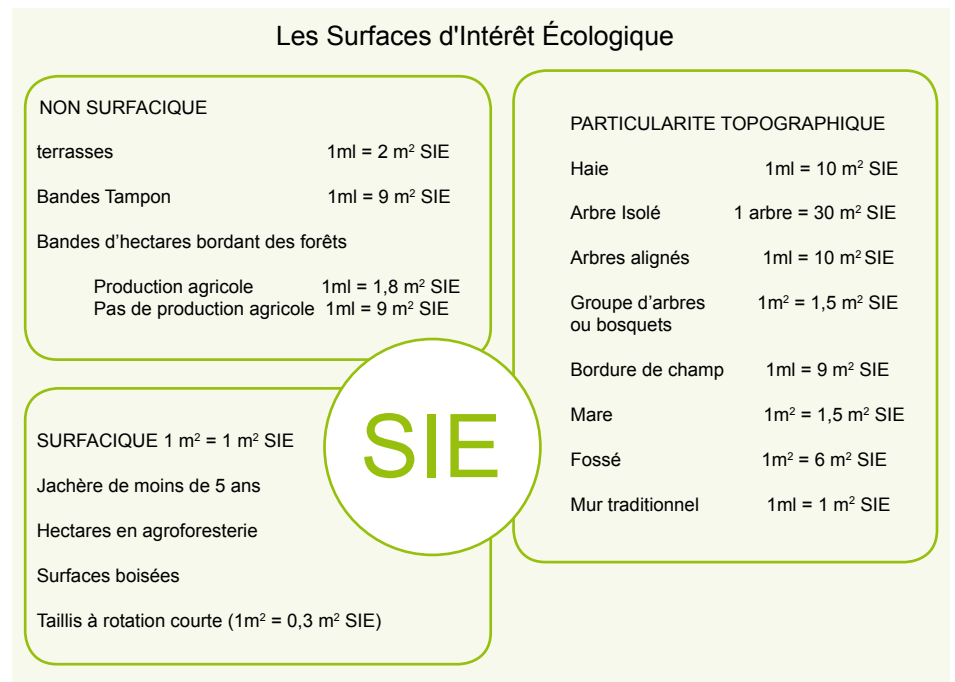 Les Surfaces d'Intérêt Écologique
NON SURFACIQUE
terrasses 1ml = 2 m² SIE
Bandes Tampon 1ml = 9 m² SIE
Bandes d’hectares bordant des forêts
Production agricole 1ml = 1,8 m² SIE
Pas de production agricole 1ml = 9 m² SIE
SURFACIQUE 1 m² = 1 m² SIE
Jachère de moins de 5 ans
Hectares en agroforesterie
Surfaces boisées
Taillis à rotation courte (1m² = 0,3 m² SIE)
SIE
PARTICULARITE TOPOGRAPHIQUE
Haie 1ml = 10 m² SIE
Arbre Isolé 1 arbre = 30 m² SIE
Arbres alignés 1ml = 10 m² SIE
Groupe d’arbres 1m² = 1,5 m² SIE
ou bosquets
Bordure de champ 1ml = 9 m² SIE
Mare 1m² = 1,5 m² SIE
Fossé 1m² = 6 m² SIE
Mur traditionnel 1ml = 1 m² SIE